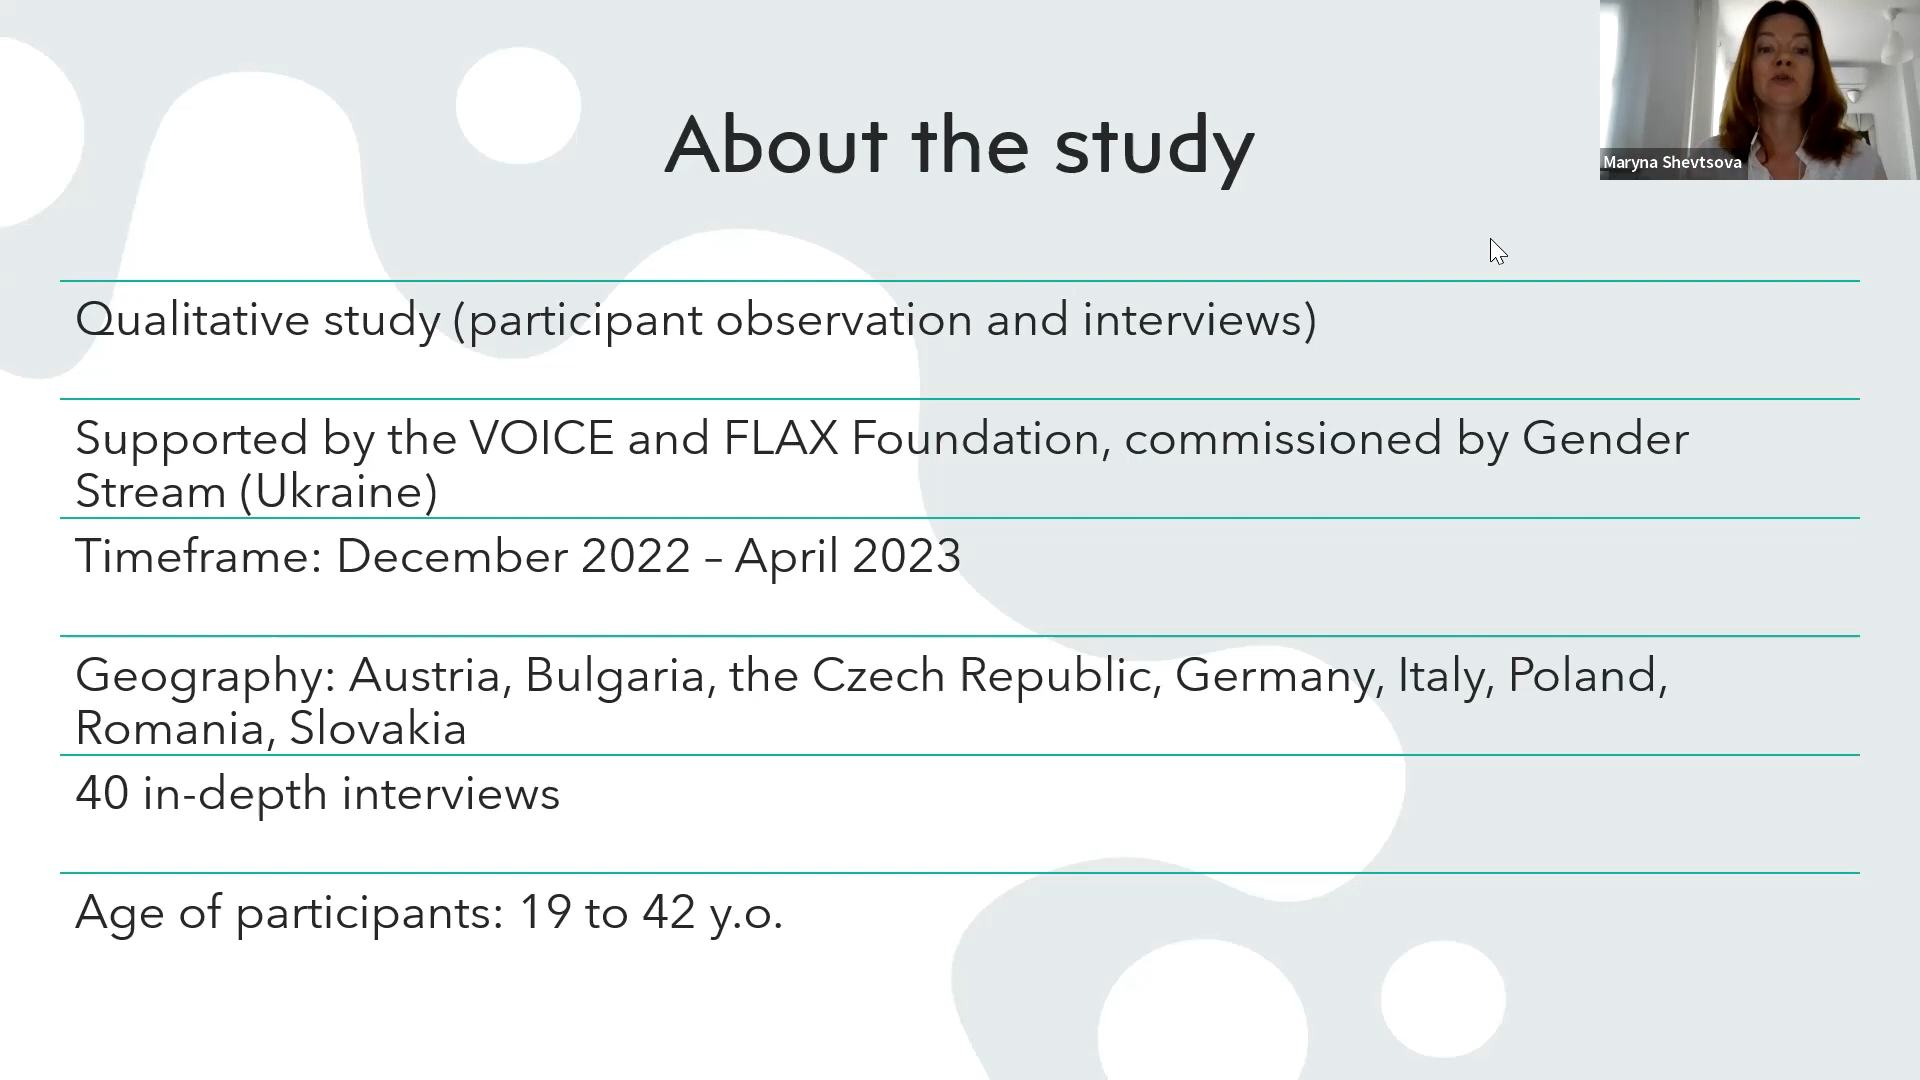 About the study
Maryna Shevtsova
Qualitative study (participant observation and interviews)
Supported by the VOICE and FLAX Foundation, commissioned by Gender
Stream (Ukraine)
Timeframe: December 2022 – April 2023
Geography: Austria, Bulgaria, the Czech Republic, Germany, Italy, Poland,
Romania, Slovakia
40 in-depth interviews
Age of participants: 19 to 42 y.o.